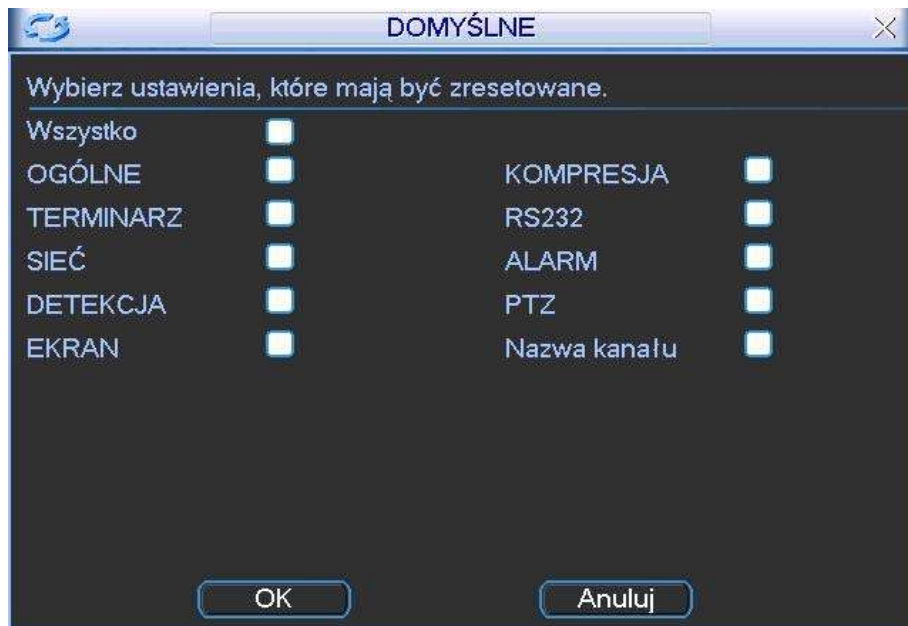 DOMYŚLNE
Wybierz ustawienia, które mają być zresetowane.
Wszystko
OGÓLNE KOMPRESJA
TERMINARZ RS232
SIEĆ ALARM
DETEKCJA PTZ
EKRAN Nazwa kanału
OK Anuluj